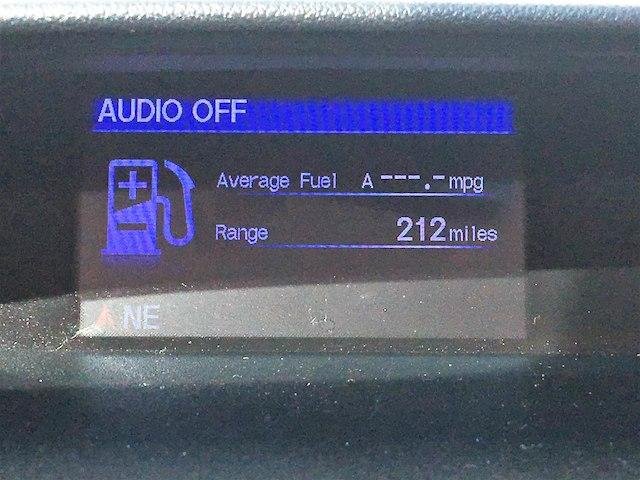 AUDIO OFF
Average Fuel A ---.- mpg
Range 212 miles
NE